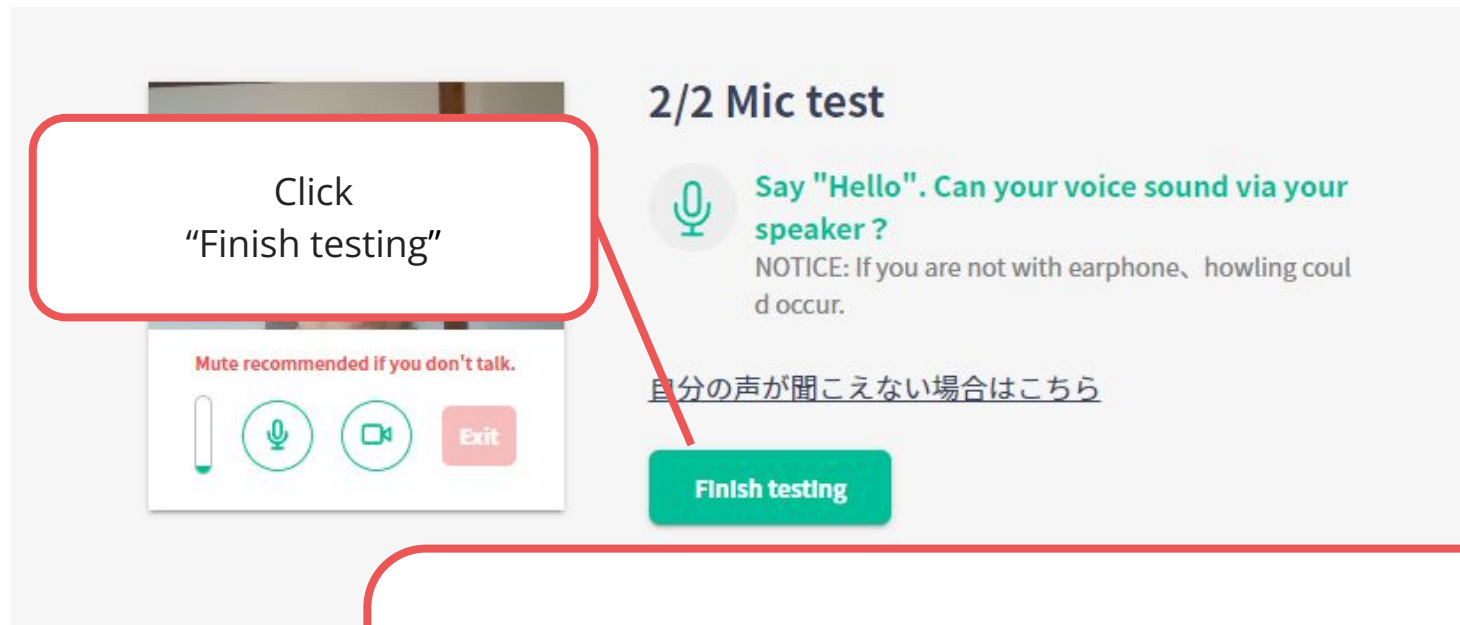 2/2 Mic test
Click
“Finish testing”
Say "Hello". Can your voice sound via your
speaker ?
NOTICE: If you are not with earphone、howling coul
d occur.
Mute recommended if you don't talk.
自分の声が聞こえない場合はこちら
Exit
Finish testing